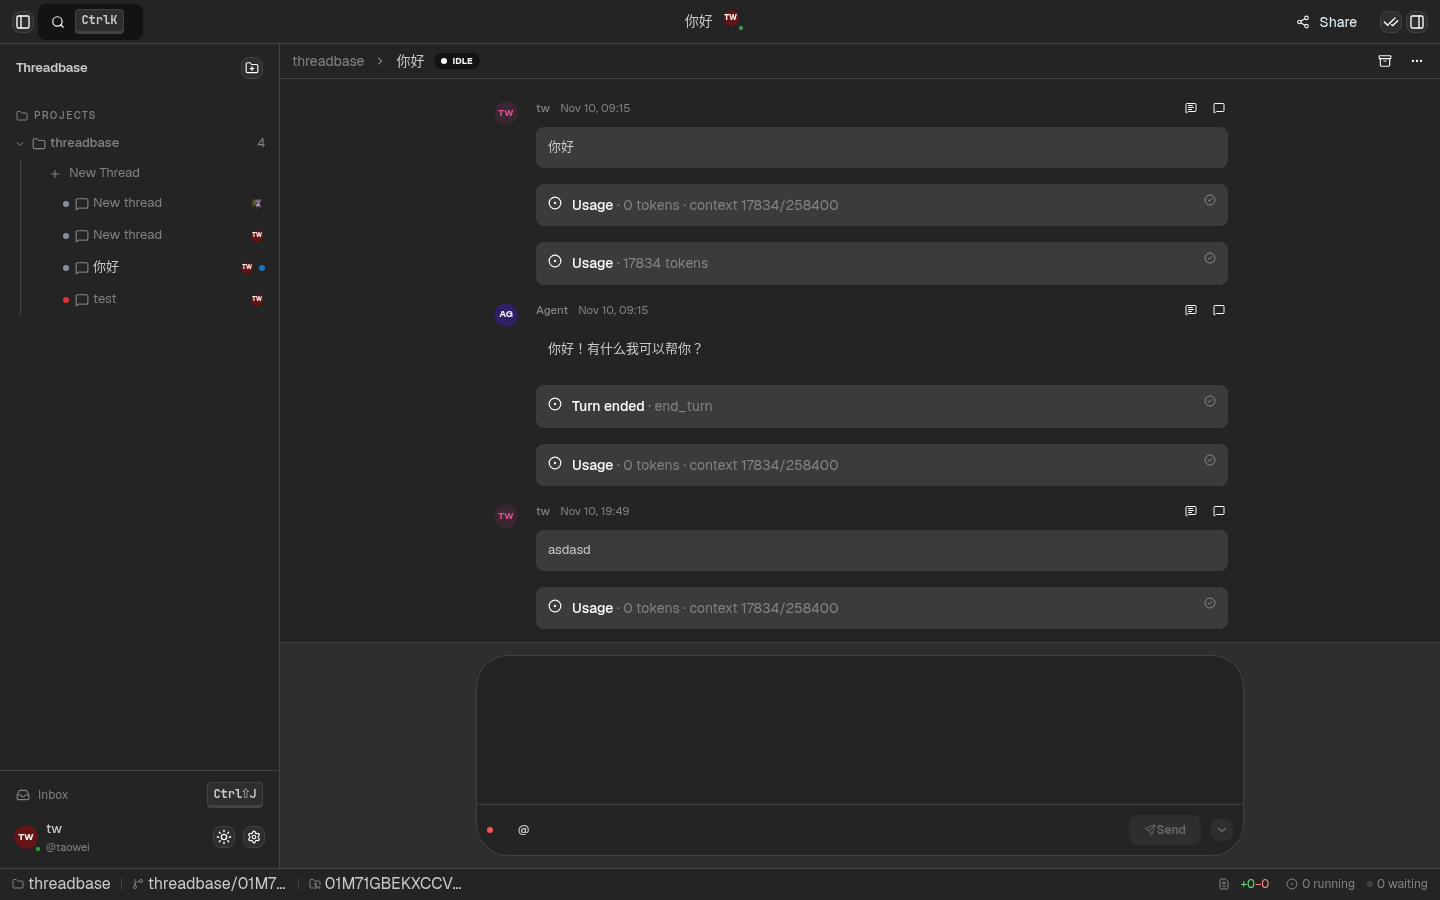 CtrlK
你好 TW
Share
Threadbase
threadbase › 你好 IDLE
PROJECTS
threadbase 4
+ New Thread
New thread
New thread TW
你好 TW
test TW
TW tw Nov 10, 09:15
你好
Usage · 0 tokens · context 17834/258400
Usage · 17834 tokens
AG Agent Nov 10, 09:15
你好！有什么我可以帮你？
Turn ended · end_turn
Usage · 0 tokens · context 17834/258400
TW tw Nov 10, 19:49
asdasd
Usage · 0 tokens · context 17834/258400
@ Send
Inbox Ctrl⇧J
TW tw
@taowei
threadbase threadbase/01M7… 01M71GBEKXCCV… +0−0 0 running 0 waiting